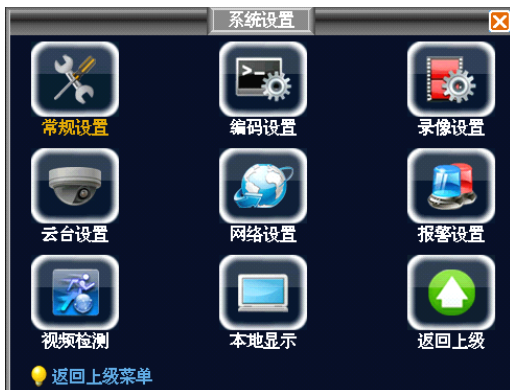 系统设置
常规设置
编码设置
录像设置
云台设置
网络设置
报警设置
视频检测
本地显示
返回上级
返回上级菜单